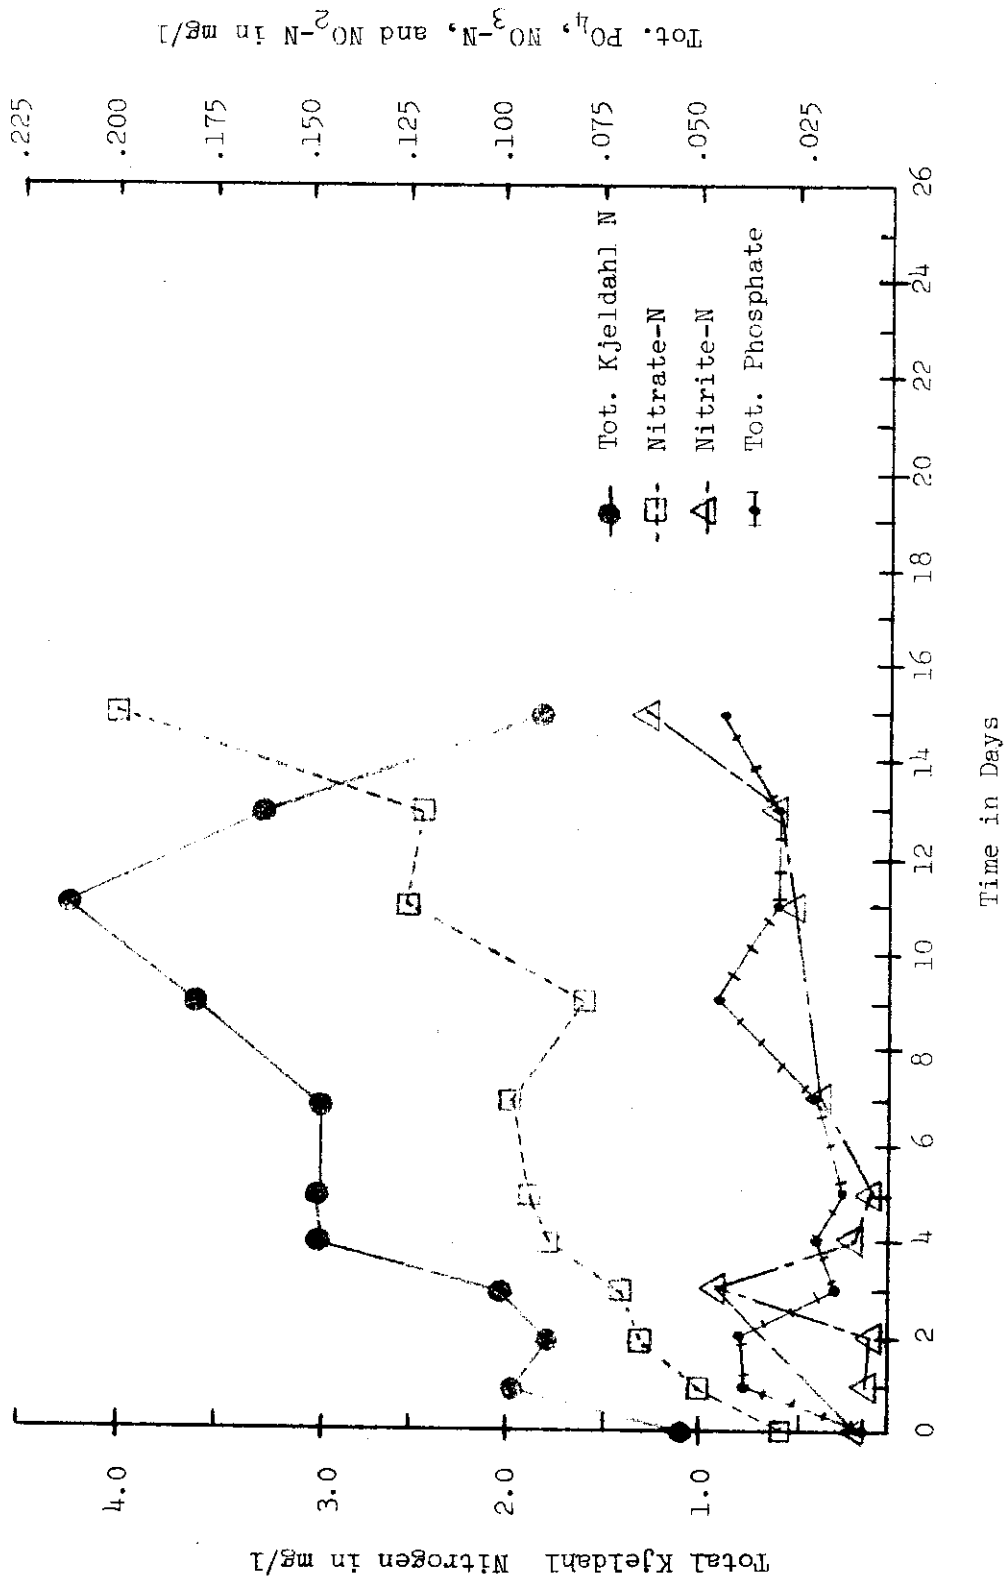 Total Kjeldahl Nitrogen in mg/l
4.0
3.0
2.0
1.0
Tot. PO4, NO3-N, and NO2-N in mg/l
.225
.200
.175
.150
.125
.100
.075
.050
.025
Tot. Kjeldahl N
Nitrate-N
Nitrite-N
Tot. Phosphate
0 2 4 6 8 10 12 14 16 18 20 22 24 26
Time in Days